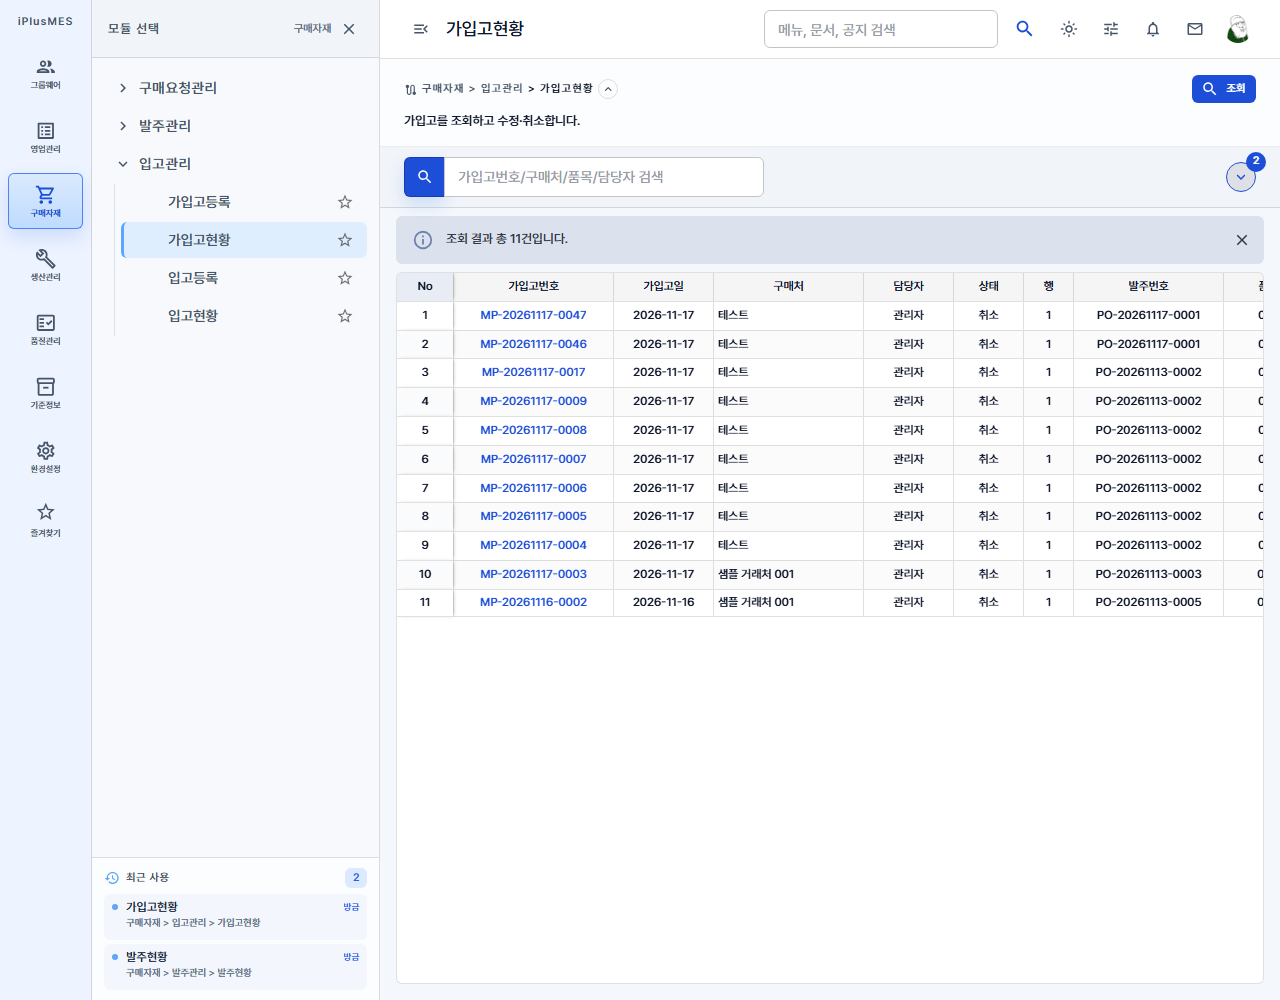 iPlusMES
그룹웨어
영업관리
구매자재
생산관리
품질관리
기준정보
환경설정
즐겨찾기
모듈 선택
구매자재
구매요청관리
발주관리
입고관리
가입고등록
가입고현황
입고등록
입고현황
최근 사용 2
가입고현황 방금
구매자재 > 입고관리 > 가입고현황
발주현황 방금
구매자재 > 발주관리 > 발주현황
가입고현황
메뉴, 문서, 공지 검색
구매자재 > 입고관리 > 가입고현황
조회
가입고를 조회하고 수정·취소합니다.
가입고번호/구매처/품목/담당자 검색
2
조회 결과 총 11건입니다.
No 가입고번호 가입고일 구매처 담당자 상태 행 발주번호
1 MP-20261117-0047 2026-11-17 테스트 관리자 취소 1 PO-20261117-0001
2 MP-20261117-0046 2026-11-17 테스트 관리자 취소 1 PO-20261117-0001
3 MP-20261117-0017 2026-11-17 테스트 관리자 취소 1 PO-20261113-0002
4 MP-20261117-0009 2026-11-17 테스트 관리자 취소 1 PO-20261113-0002
5 MP-20261117-0008 2026-11-17 테스트 관리자 취소 1 PO-20261113-0002
6 MP-20261117-0007 2026-11-17 테스트 관리자 취소 1 PO-20261113-0002
7 MP-20261117-0006 2026-11-17 테스트 관리자 취소 1 PO-20261113-0002
8 MP-20261117-0005 2026-11-17 테스트 관리자 취소 1 PO-20261113-0002
9 MP-20261117-0004 2026-11-17 테스트 관리자 취소 1 PO-20261113-0002
10 MP-20261117-0003 2026-11-17 샘플 거래처 001 관리자 취소 1 PO-20261113-0003
11 MP-20261116-0002 2026-11-16 샘플 거래처 001 관리자 취소 1 PO-20261113-0005